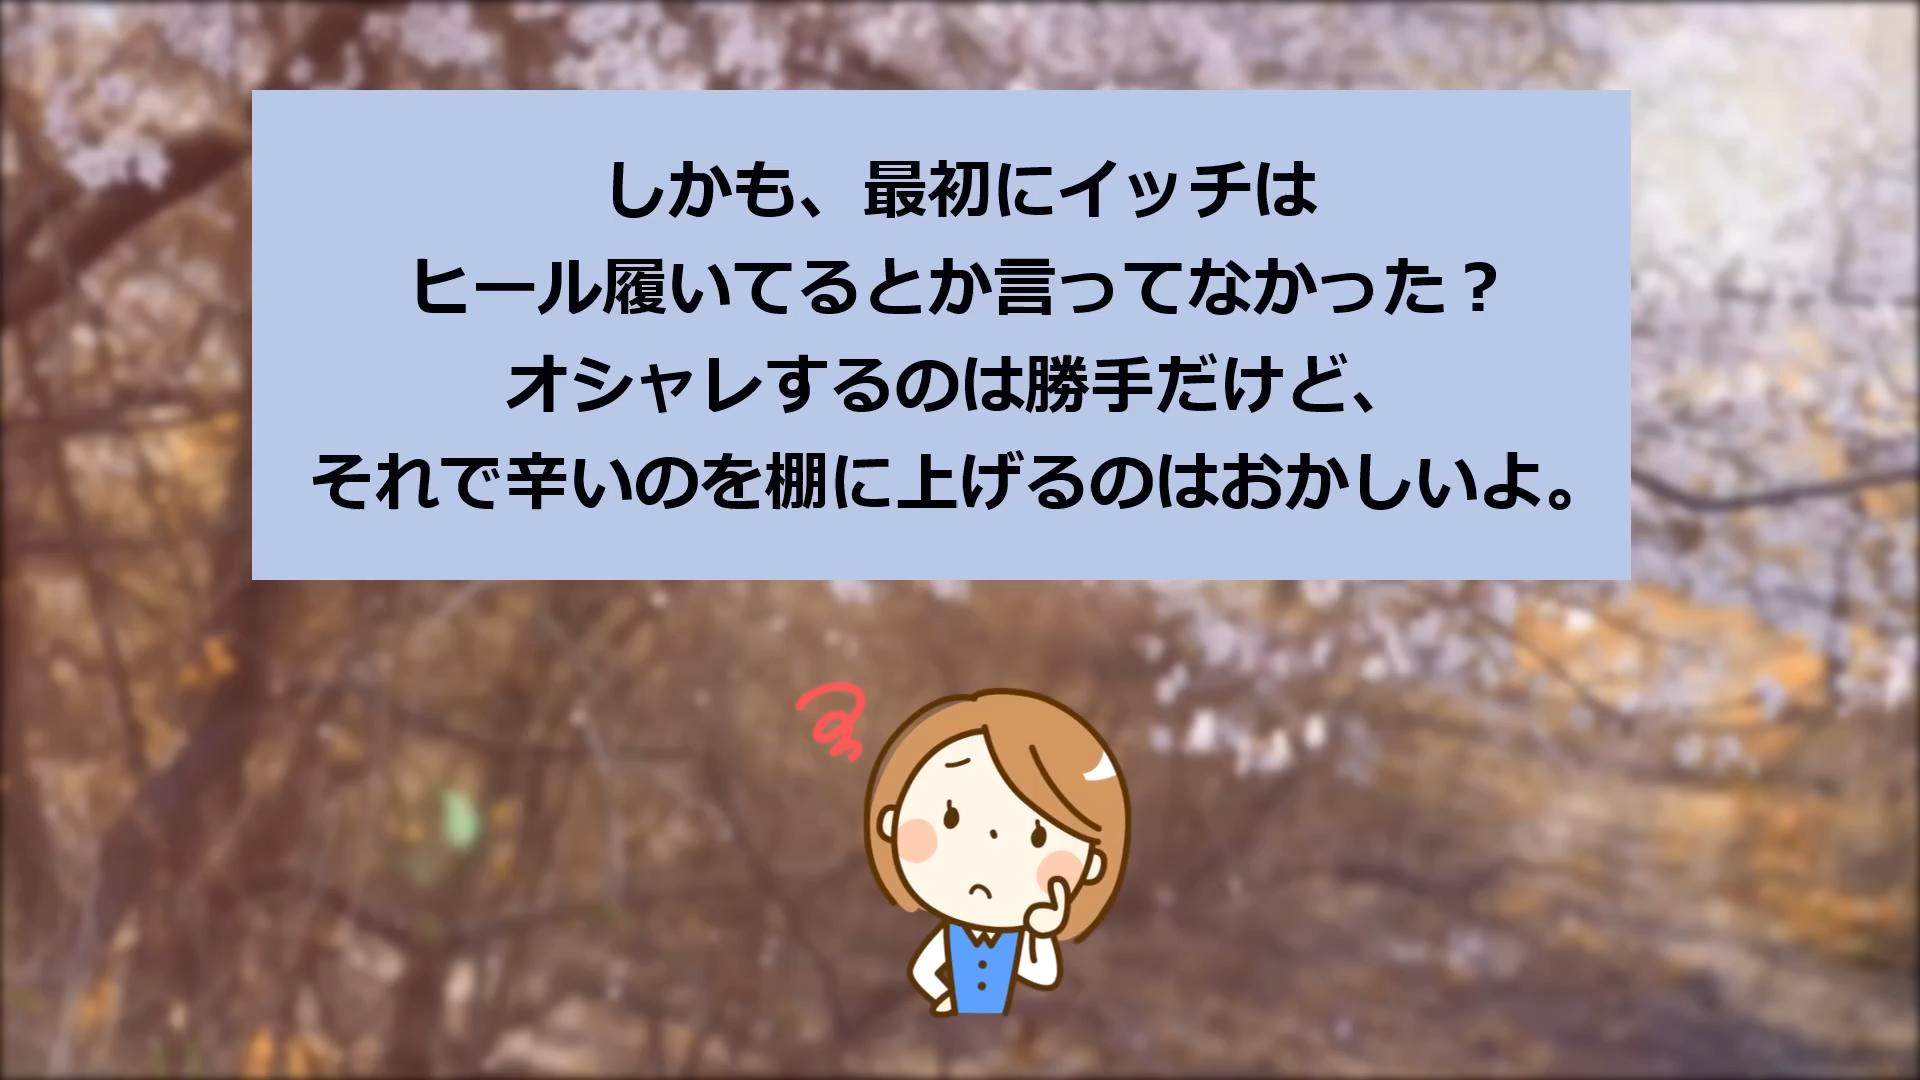 しかも、最初にイッチは
ヒール履いてるとか言ってなかった？
オシャレするのは勝手だけど、
それで辛いのを棚に上げるのはおかしいよ。